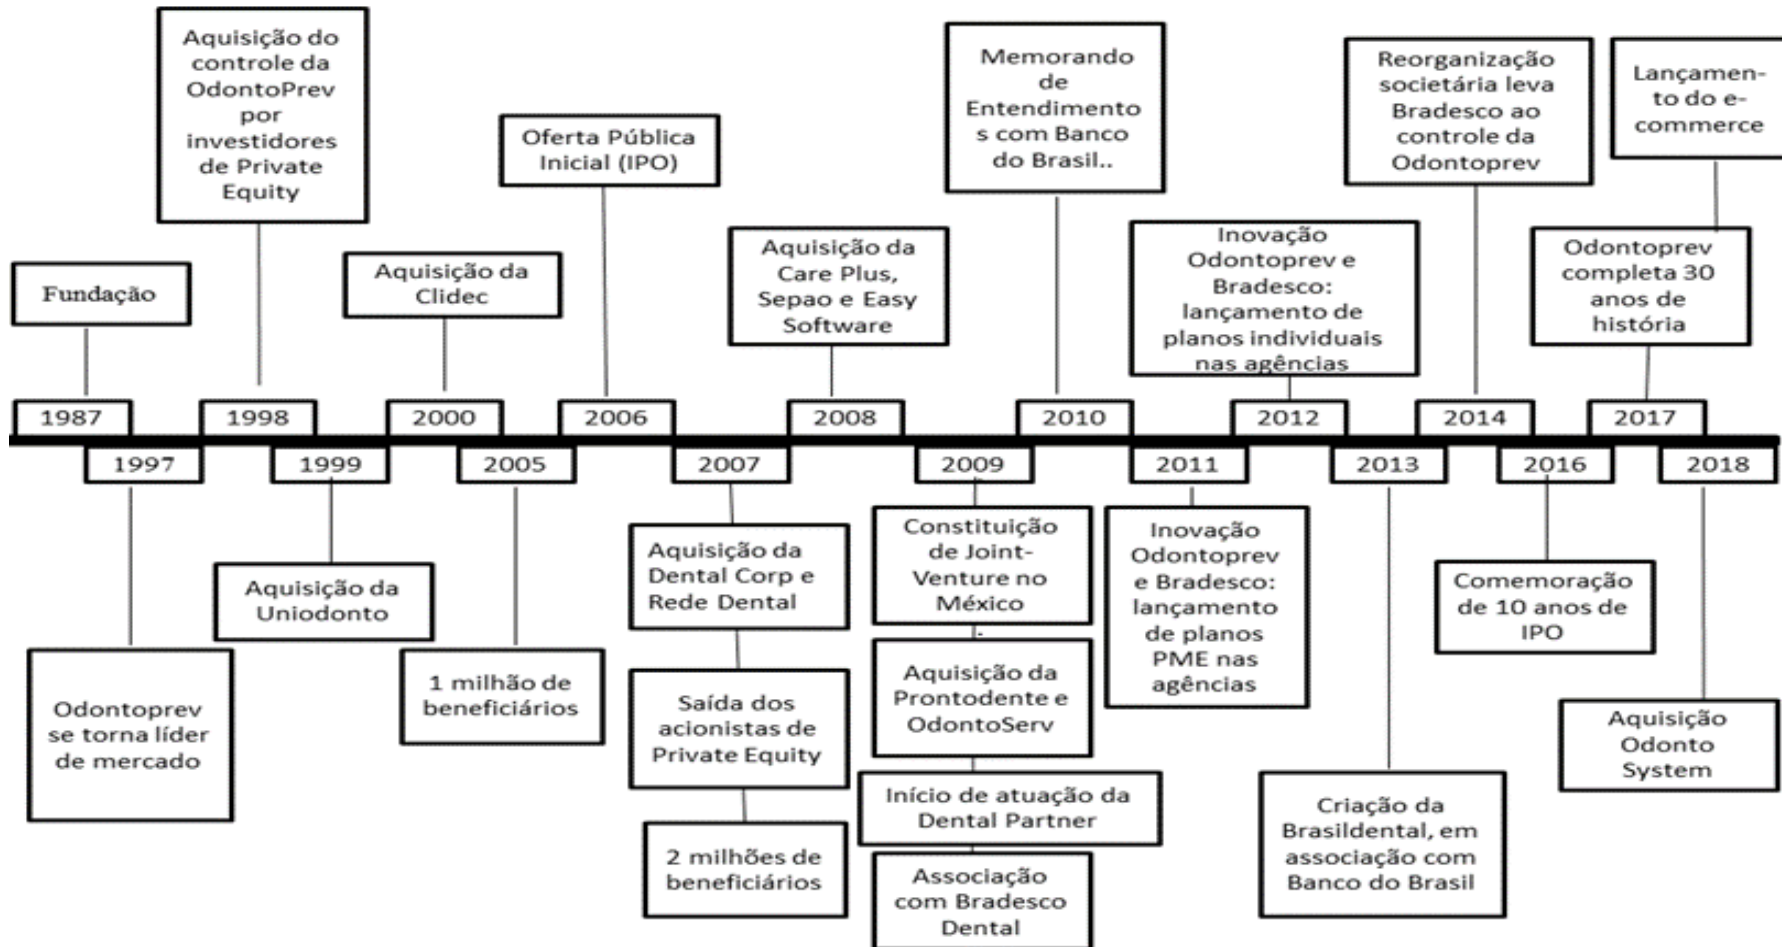 Aquisição do
controle da
OdontoPrev
por
investidores
de Private
Equity
Memorando
de
Entendimento
s com Banco
do Brasil..
Reorganização
societária leva
Bradesco ao
controle da
Odontoprev
Lançamen-
to do e-
commerce
Oferta Pública
Inicial (IPO)
Fundação
Aquisição da
Clidec
Aquisição da
Care Plus,
Sepao e Easy
Software
Inovação
Odontoprev e
Bradesco:
lançamento de
planos individuais
nas agências
Odontoprev
completa 30
anos de
história
1987
1998
2000
2006
2008
2010
2012
2014
2017
1997
1999
2005
2007
2009
2011
2013
2016
2018
Odontoprev
se torna líder
de mercado
Aquisição da
Uniodonto
1 milhão de
beneficiários
Aquisição da
Dental Corp e
Rede Dental
Saída dos
acionistas de
Private Equity
2 milhões de
beneficiários
Constituição
de Joint-
Venture no
México
Aquisição da
Prontodente e
OdontoServ
Início de atuação da
Dental Partner
Associação
com Bradesco
Dental
Inovação
Odontoprev
e Bradesco:
lançamento
de planos
PME nas
agências
Criação da
Brasildental, em
associação com
Banco do Brasil
Comemoração
de 10 anos de
IPO
Aquisição
Odonto
System